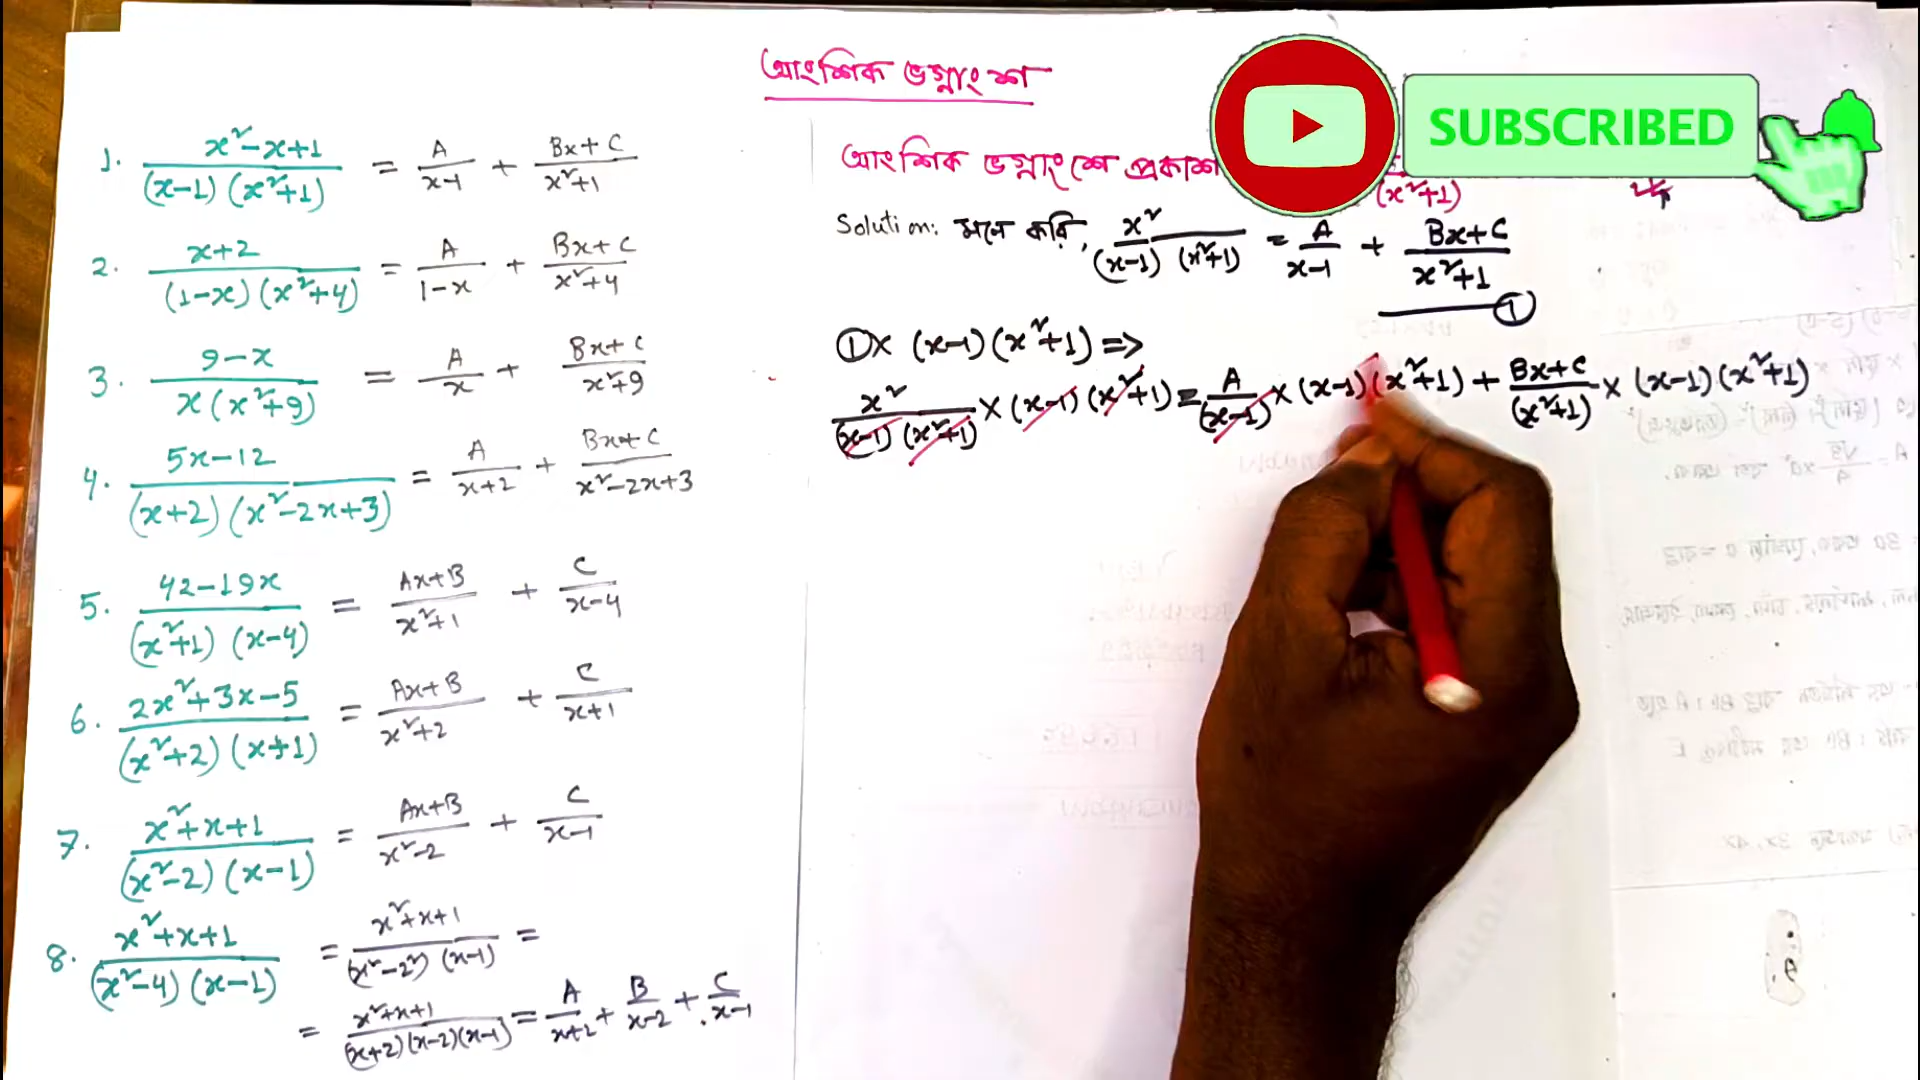 আংশিক ভগ্নাংশ
1. x²-x+1/(x-1)(x²+1) = A/x-1 + Bx+C/x²+1
2. x+2/(1-x)(x²+4) = A/1-x + Bx+C/x²+4
3. 9-x/x(x²+9) = A/x + Bx+C/x²+9
4. 5x-12/(x+2)(x²-2x+3) = A/x+2 + Bx+C/x²-2x+3
5. 42-19x/(x²+1)(x-4) = Ax+B/x²+1 + C/x-4
6. 2x²+3x-5/(x²+2)(x+1) = Ax+B/x²+2 + C/x+1
7. x²+x+1/(x²-2)(x-1) = Ax+B/x²-2 + C/x-1
8. x²+x+1/(x²-4)(x-1) = x²+x+1/(x²-2²)(x-1) =
= x²+x+1/(x+2)(x-2)(x-1) = A/x+2 + B/x-2 + C/x-1
আংশিক ভগ্নাংশে প্রকাশ (x²+1)
SUBSCRIBED
Solution: মনে করি, x²/(x-1)(x²+1) = A/x-1 + Bx+C/x²+1
①
①× (x-1)(x²+1) =>
x²/(x-1)(x²+1) × (x-1)(x²+1) = A/(x-1) × (x-1)(x²+1) + Bx+C/(x²+1) × (x-1)(x²+1)